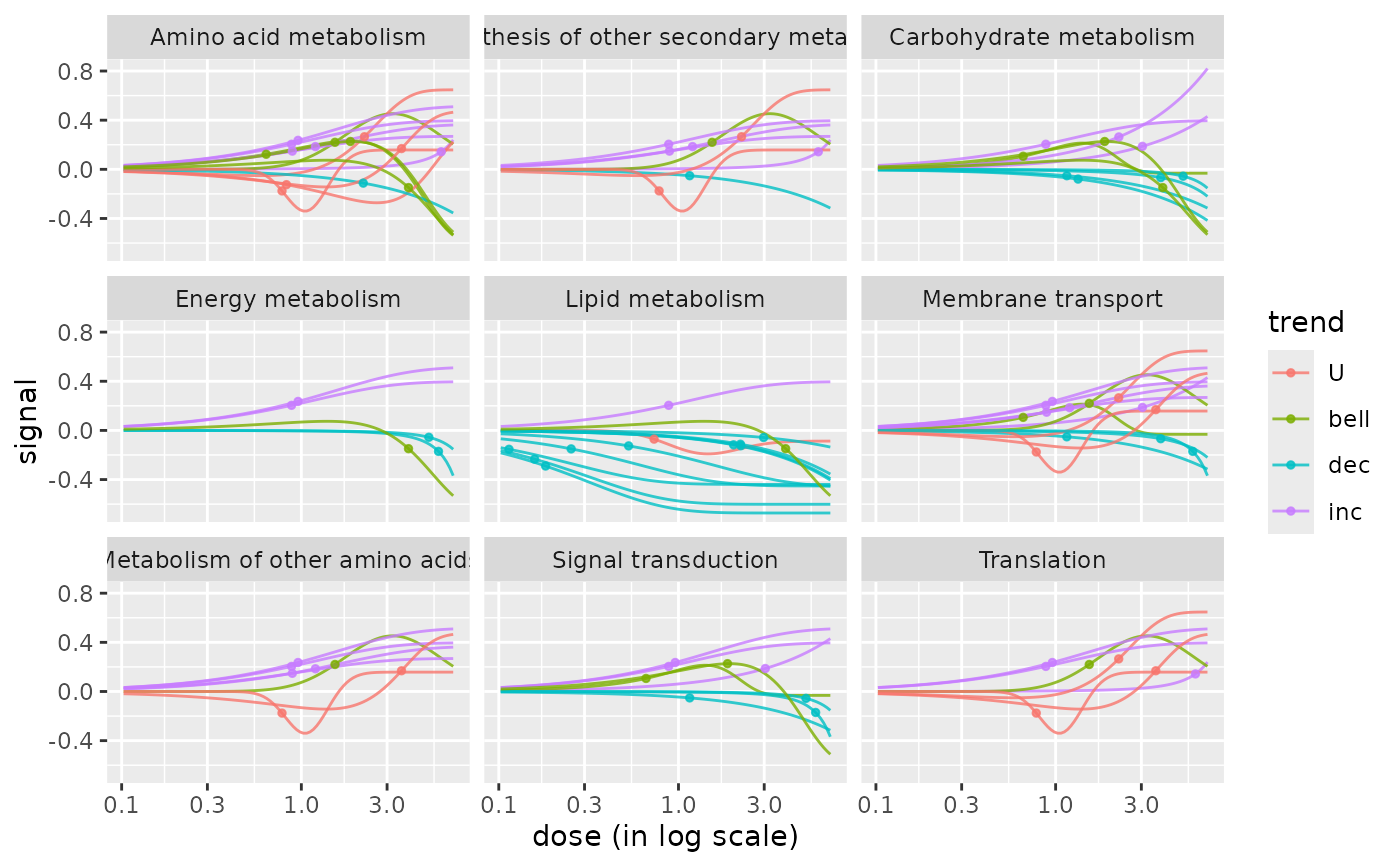 Amino acid metabolism
thesis of other secondary meta
Carbohydrate metabolism
0.8
0.4
0.0
-0.4
Energy metabolism
Lipid metabolism
Membrane transport
0.8
0.4
0.0
-0.4
Metabolism of other amino acids
Signal transduction
Translation
0.8
0.4
0.0
-0.4
0.1 0.3 1.0 3.0
0.1 0.3 1.0 3.0
0.1 0.3 1.0 3.0
dose (in log scale)
signal
trend
U
bell
dec
inc